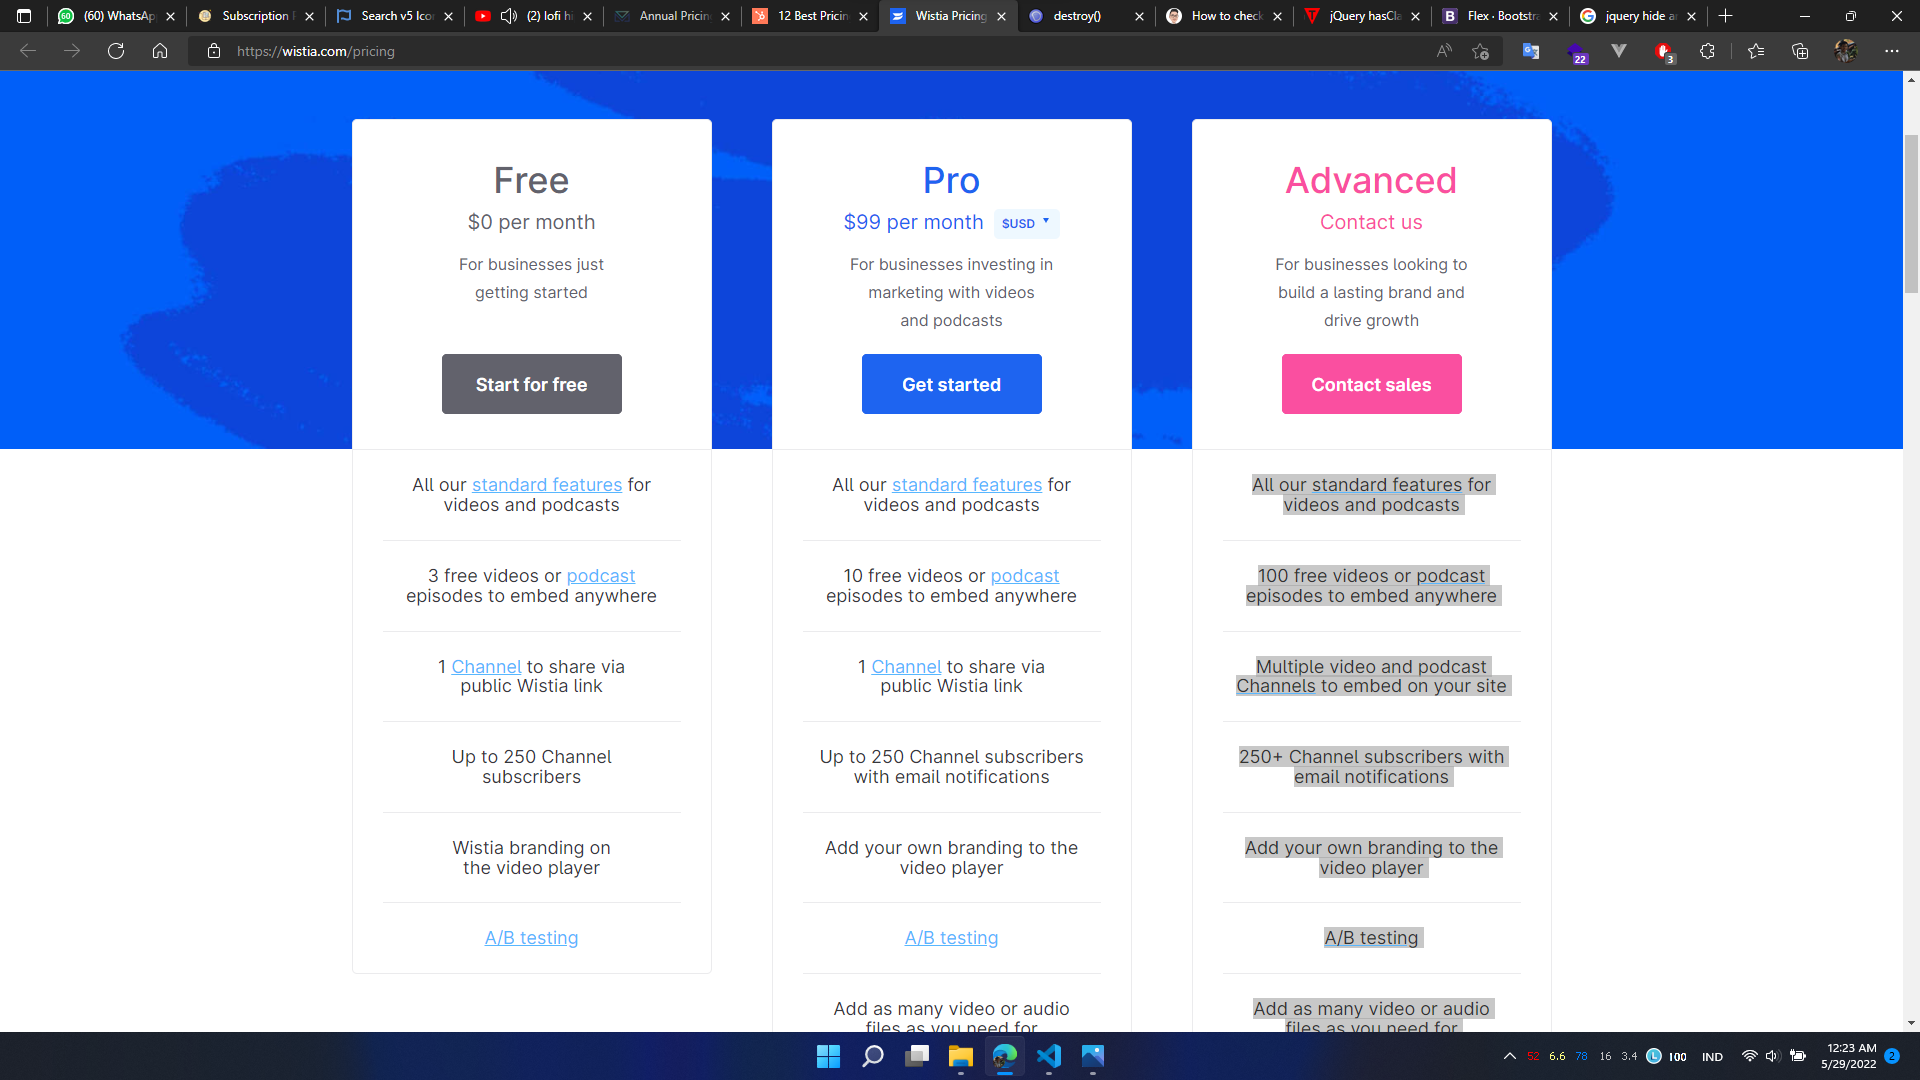 (60) WhatsAp
Subscription
Search v5 Ico
(2) lofi hi
Annual Pricin
12 Best Pricin
Wistia Pricing
destroy()
How to check
jQuery hasCla
Flex · Bootstra
jquery hide a
https://wistia.com/pricing
22
3
Free
$0 per month
For businesses just
getting started
Start for free
All our standard features for
videos and podcasts
3 free videos or podcast
episodes to embed anywhere
1 Channel to share via
public Wistia link
Up to 250 Channel
subscribers
Wistia branding on
the video player
A/B testing
Pro
$99 per month $USD
For businesses investing in
marketing with videos
and podcasts
Get started
All our standard features for
videos and podcasts
10 free videos or podcast
episodes to embed anywhere
1 Channel to share via
public Wistia link
Up to 250 Channel subscribers
with email notifications
Add your own branding to the
video player
A/B testing
Add as many video or audio
files as you need for
Advanced
Contact us
For businesses looking to
build a lasting brand and
drive growth
Contact sales
All our standard features for
videos and podcasts
100 free videos or podcast
episodes to embed anywhere
Multiple video and podcast
Channels to embed on your site
250+ Channel subscribers with
email notifications
Add your own branding to the
video player
A/B testing
Add as many video or audio
files as you need for
52 6.6 78 16 3.4 L 100 IND
12:23 AM
5/29/2022
2